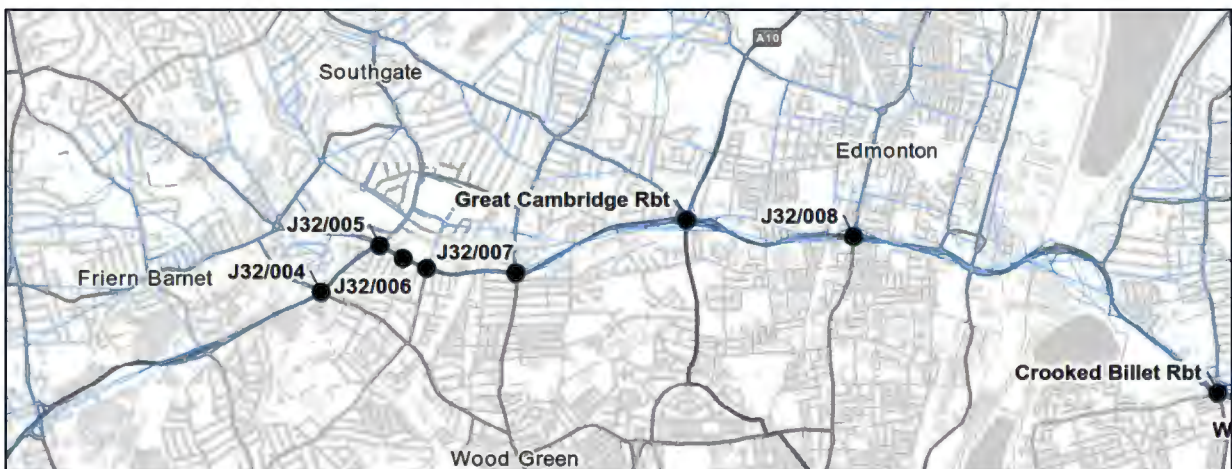 A10
Southgate
Edmonton
Great Cambridge Rbt
J32/008
J32/005
J32/007
Friern Barnet
J32/004
J32/006
Crooked Billet Rbt
W
Wood Green